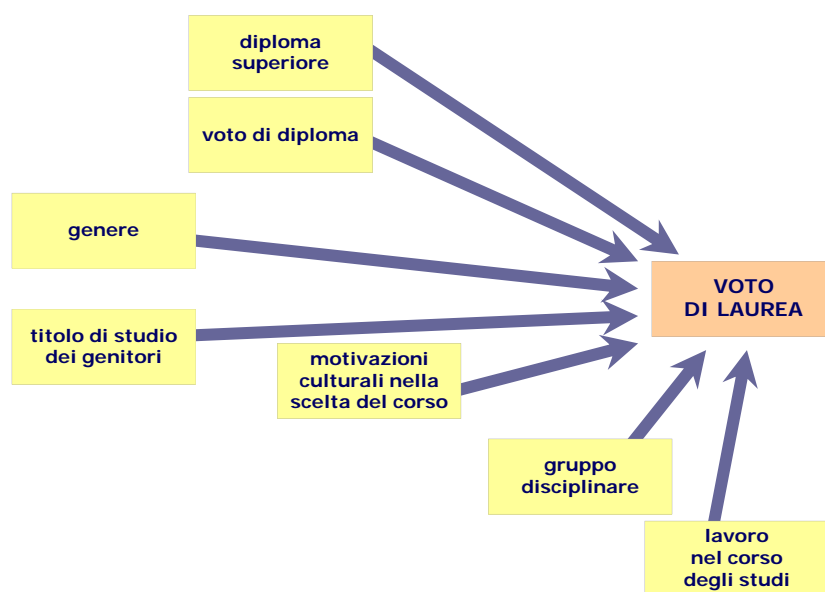 diploma
superiore
voto di diploma
genere
VOTO
DI LAUREA
titolo di studio
dei genitori
motivazioni
culturali nella
scelta del corso
gruppo
disciplinare
lavoro
nel corso
degli studi